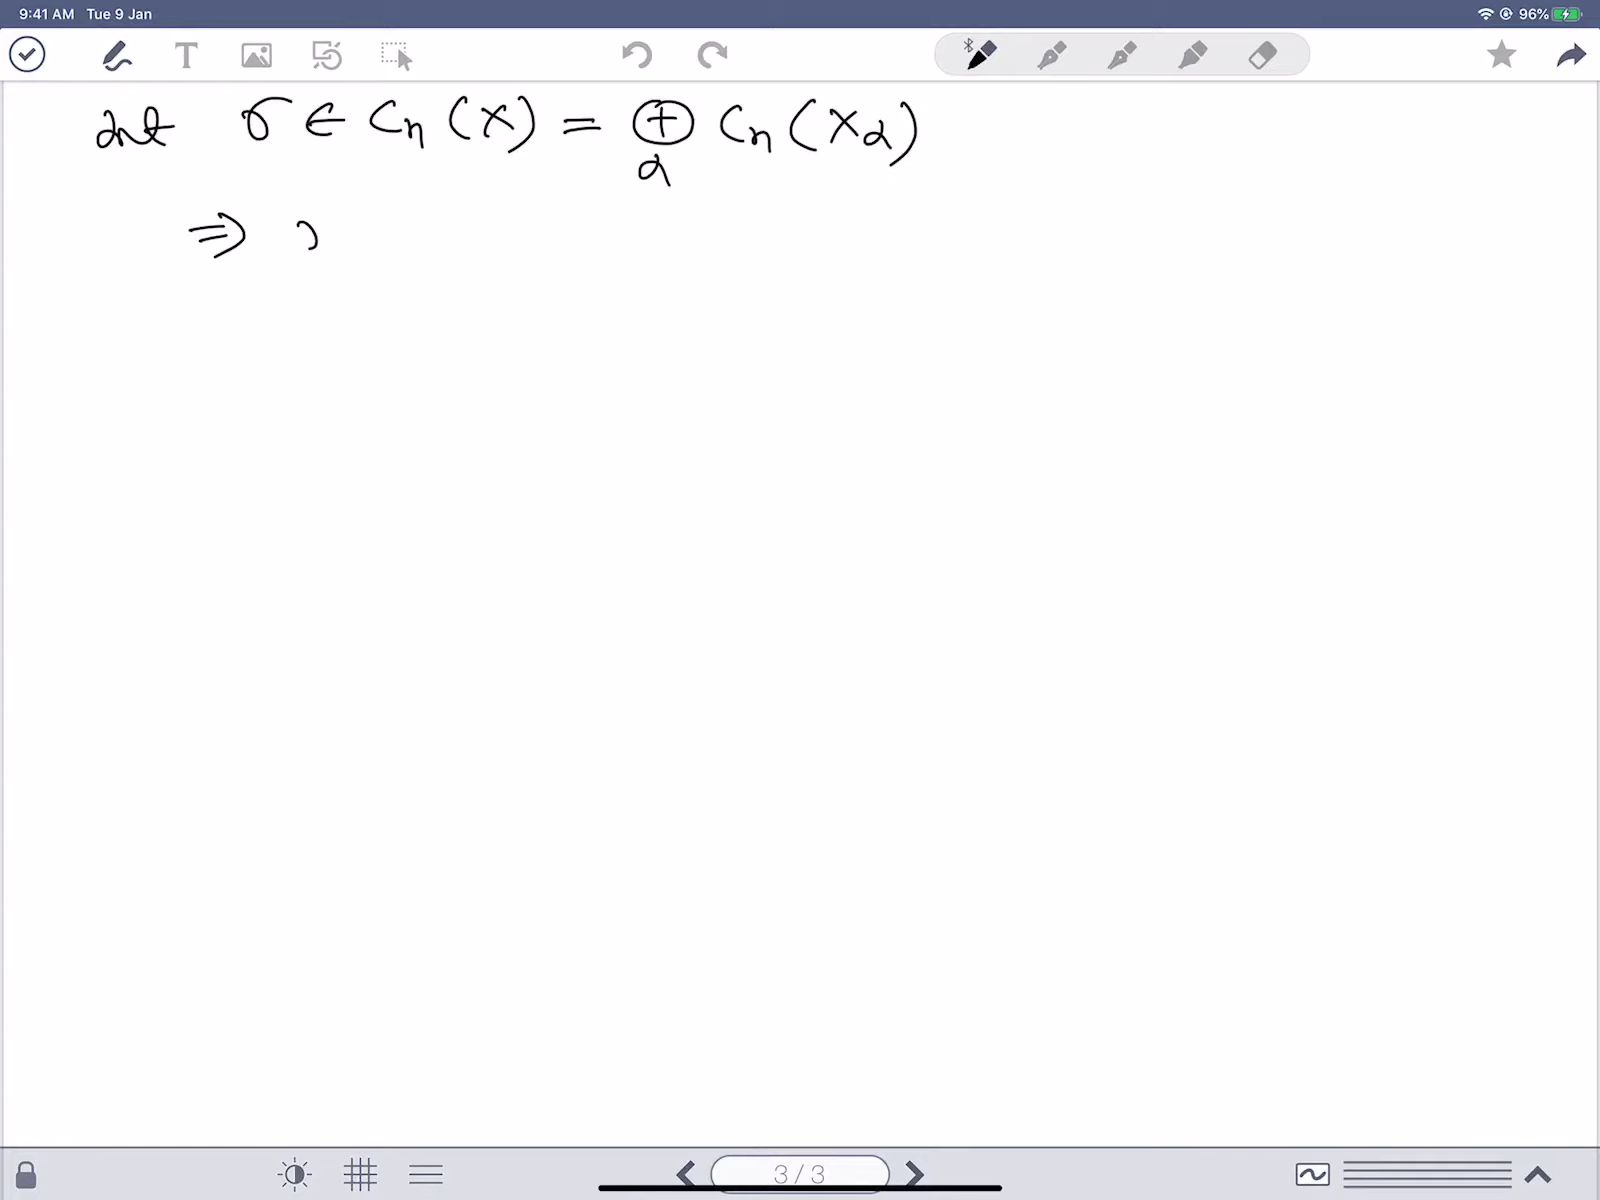 9:41 AM Tue 9 Jan 96%
T
Let σ ∈ Cn (X) = ⊕ Cn (Xα)
α
⇒
3 / 3